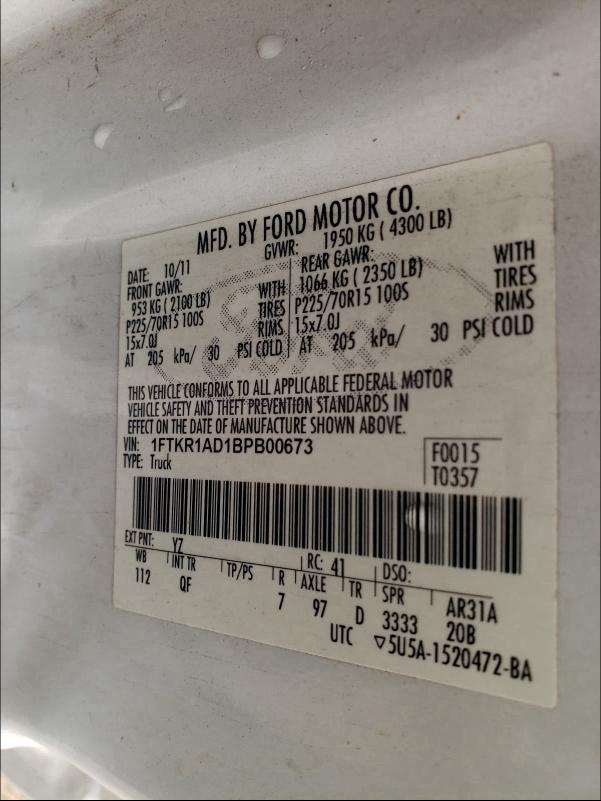 MFD. BY FORD MOTOR CO.
DATE: 10/11 GVWR: 1950 KG ( 4300 LB)
FRONT GAWR: REAR GAWR:
953 KG ( 2100 LB) WITH 1066 KG ( 2350 LB) WITH
P225/70R15 100S TIRES P225/70R15 100S TIRES
15x7.0J RIMS 15x7.0J RIMS
AT 205 kPa/ 30 PSI COLD AT 205 kPa/ 30 PSI COLD
THIS VEHICLE CONFORMS TO ALL APPLICABLE FEDERAL MOTOR
VEHICLE SAFETY AND THEFT PREVENTION STANDARDS IN
EFFECT ON THE DATE OF MANUFACTURE SHOWN ABOVE.
VIN: 1FTKR1AD1BPB00673 F0015
TYPE: Truck T0357
EXT PNT: YZ RC: 41 DSO:
WB INT TR TP/PS R AXLE TR SPR AR31A
112 QF 7 97 D 3333 20B
UTC ▽5U5A-1520472-BA